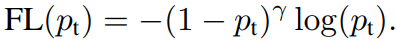 FL(pₜ) = −(1 − pₜ)ᵞ log(pₜ).